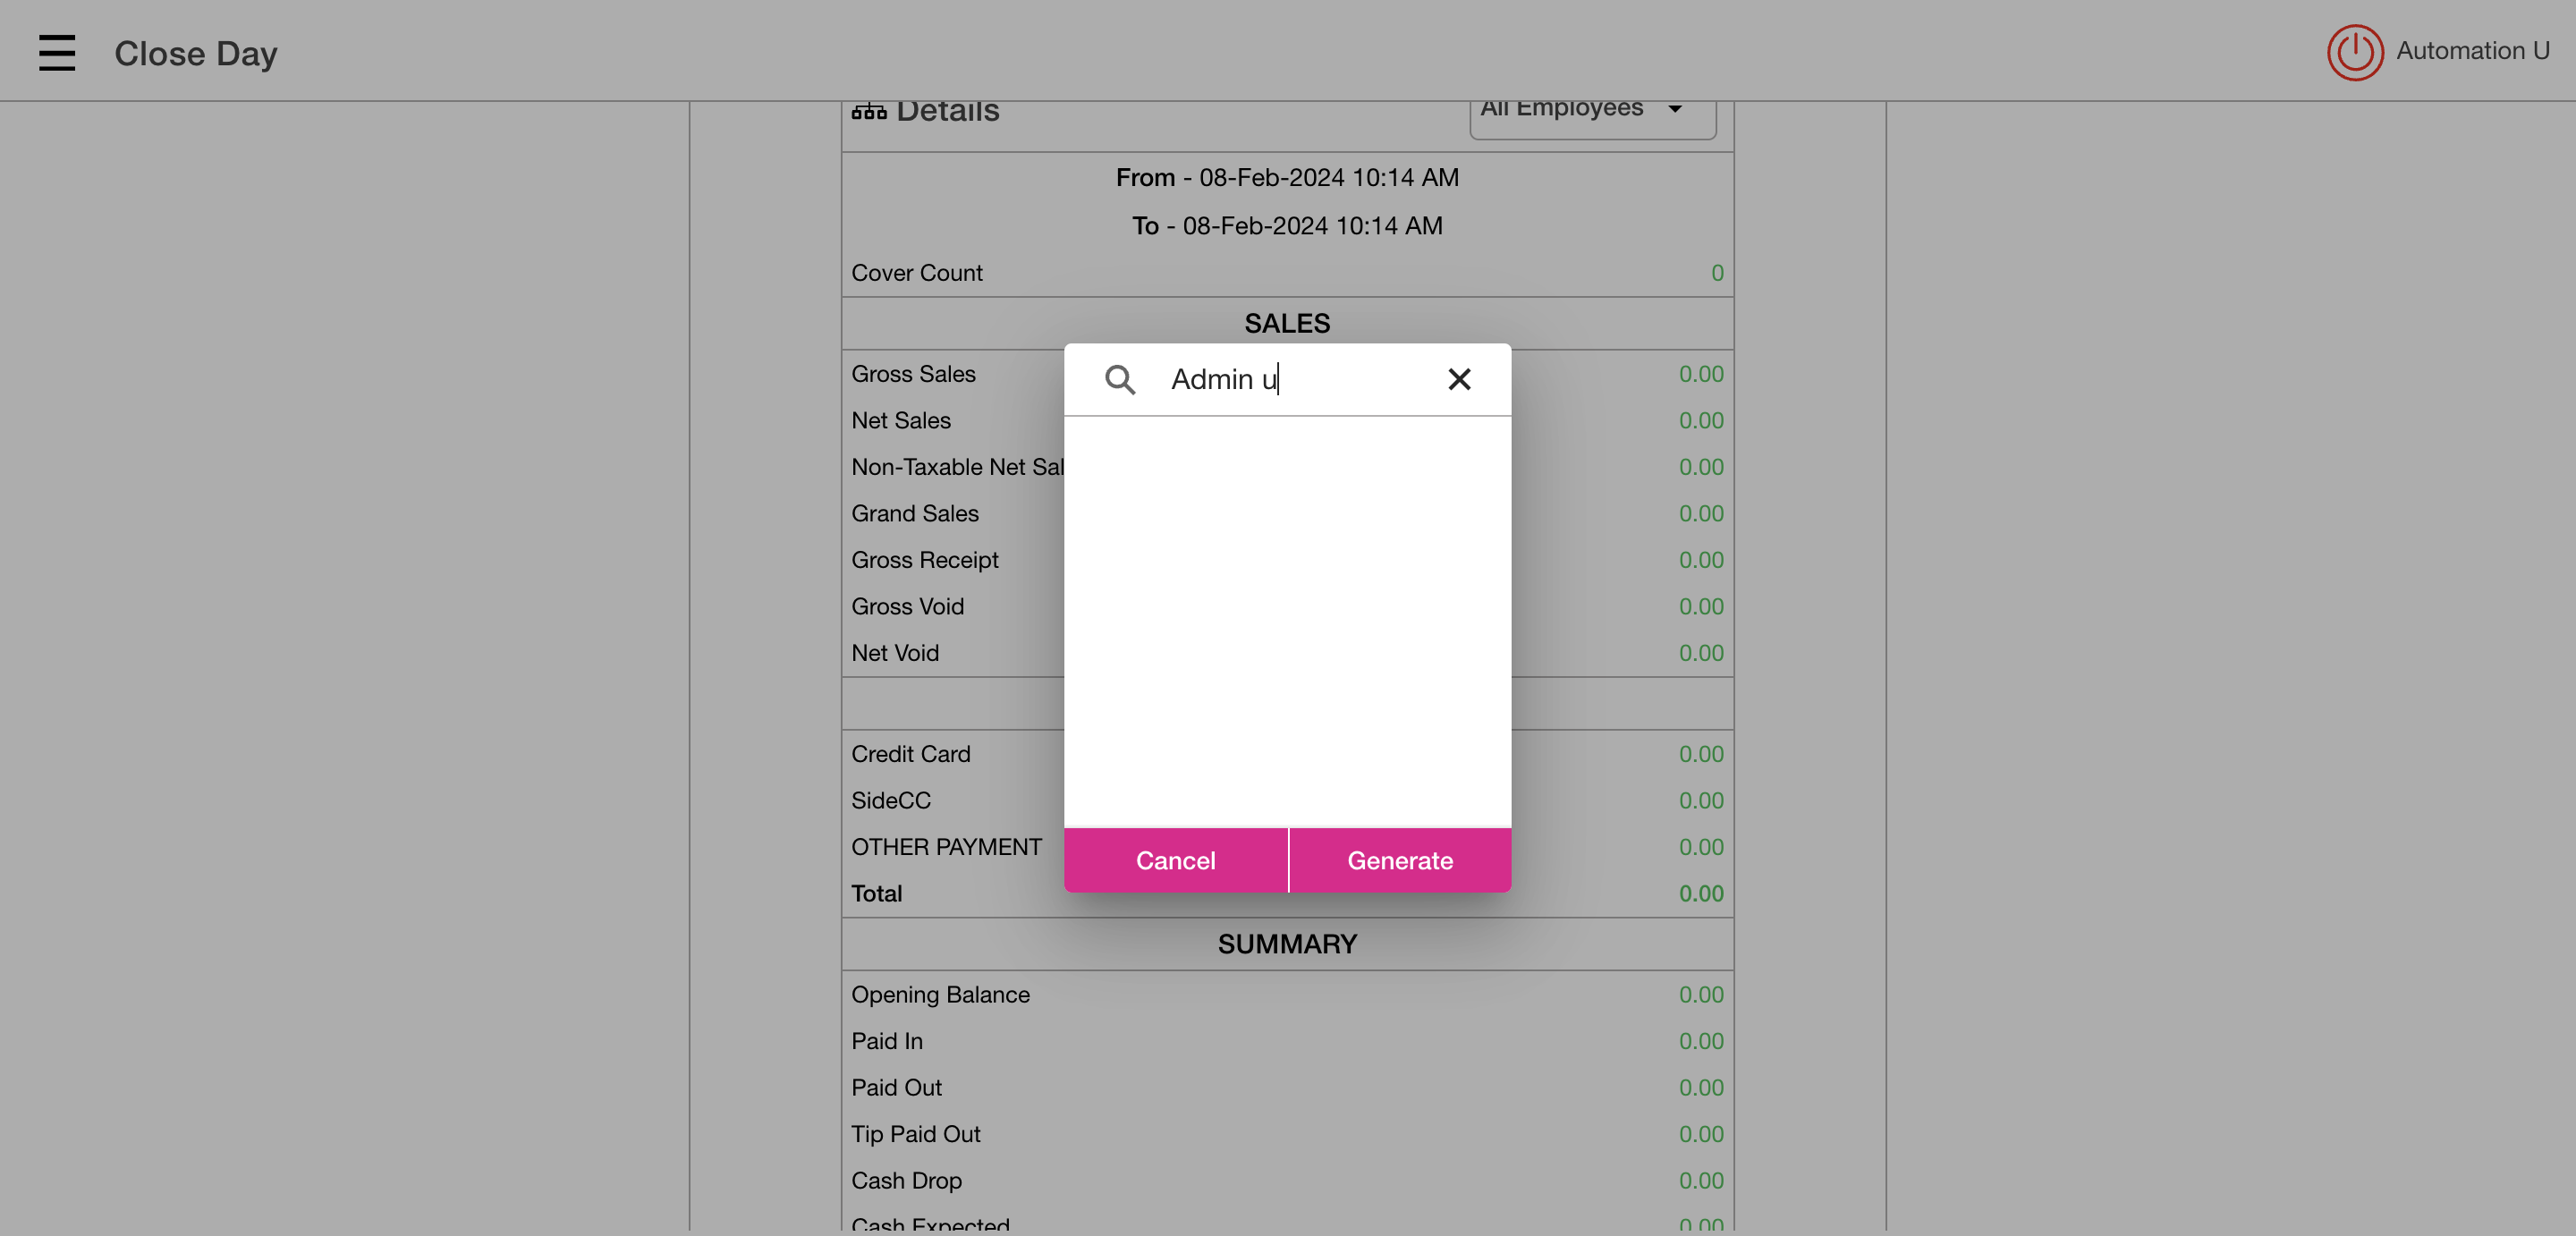 Close Day
Automation U
Details
All Employees
From - 08-Feb-2024 10:14 AM
To - 08-Feb-2024 10:14 AM
Cover Count 0
SALES
Gross Sales 0.00
Net Sales 0.00
Non-Taxable Net Sal 0.00
Grand Sales 0.00
Gross Receipt 0.00
Gross Void 0.00
Net Void 0.00
Credit Card 0.00
SideCC 0.00
OTHER PAYMENT 0.00
Total 0.00
SUMMARY
Opening Balance 0.00
Paid In 0.00
Paid Out 0.00
Tip Paid Out 0.00
Cash Drop 0.00
Cash Expected 0.00
Admin u
Cancel
Generate